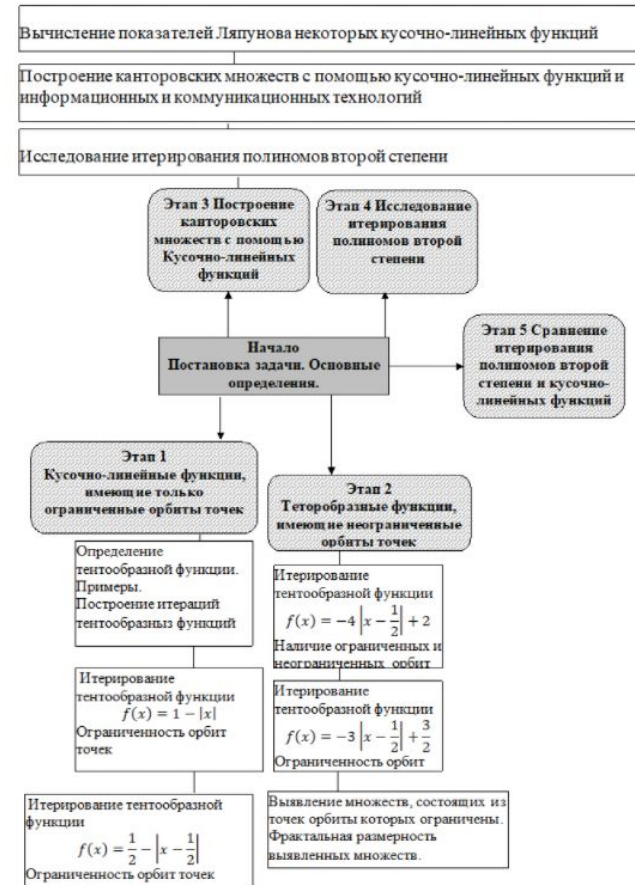 Вычисление показателей Ляпунова некоторых кусочно-линейных функций
Построение канторовских множеств с помощью кусочно-линейных функций и
информационных и коммуникационных технологий
Исследование итерирования полиномов второй степени
Этап 3 Построение
канторовских
множеств с помощью
Кусочно-линейных
функций
Этап 4 Исследование
итерирования
полиномов второй
степени
Этап 5 Сравнение
итерирования
полиномов второй
степени и кусочно-
линейных функций
Начало
Постановка задачи. Основные
определения.
Этап 1
Кусочно-линейные функции,
имеющие только
ограниченные орбиты точек
Этап 2
Теторобразные функции,
имеющие неограниченные
орбиты точек
Определение
тентообразной функции.
Примеры.
Построение итераций
тентообразныз функций
Итерирование
тентообразной функции
f(x) = 1 − |x|
Ограниченность орбит
точек
Итерирование тентообразной
функции
f(x) = 1/2 − |x − 1/2|
Ограниченность орбит точек
Итерирование
тентообразной функции
f(x) = −4 |x − 1/2| + 2
Наличие ограниченных и
неограниченных орбит
Итерирование
тентообразной функции
f(x) = −3 |x − 1/2| + 3/2
Ограниченность орбит
Выявление множеств, состоящих из
точек орбиты которых ограничены.
Фрактальная размерность
выявленных множеств.